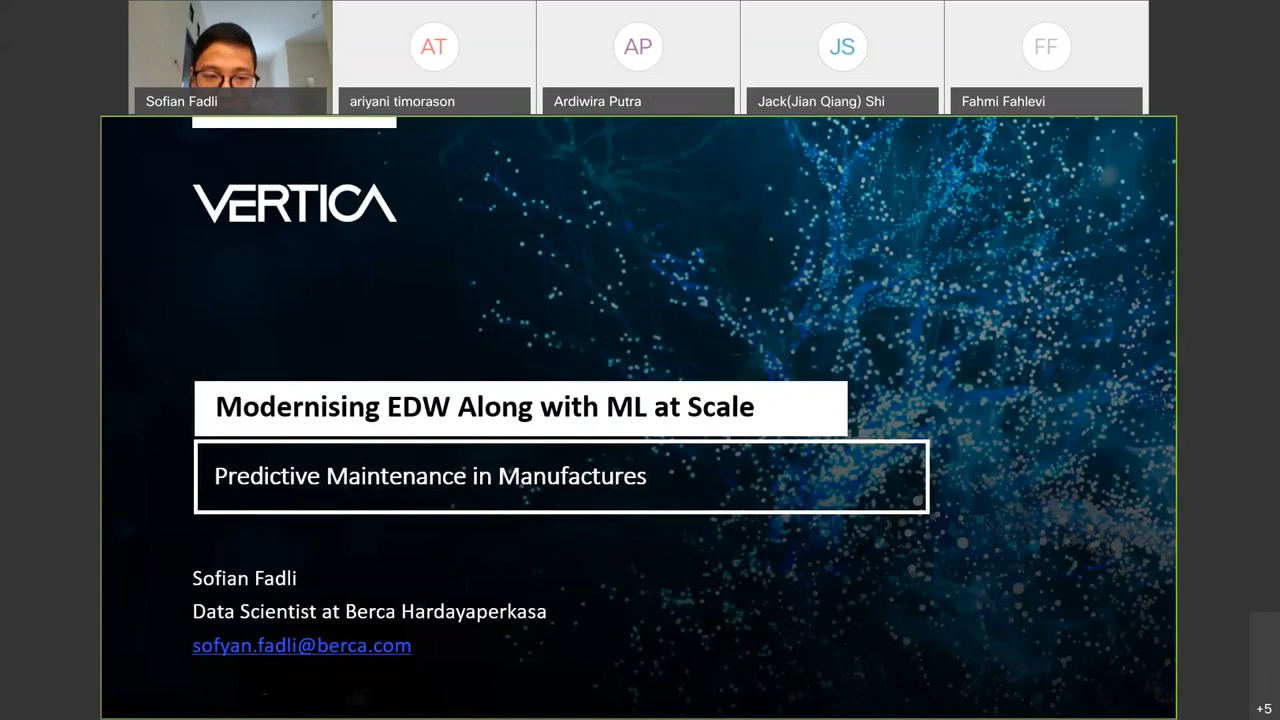 AT
AP
JS
FF
Sofian Fadli
ariyani timorason
Ardiwira Putra
Jack(Jian Qiang) Shi
Fahmi Fahlevi
VERTICA
Modernising EDW Along with ML at Scale
Predictive Maintenance in Manufactures
Sofian Fadli
Data Scientist at Berca Hardayaperkasa
sofyan.fadli@berca.com
+5